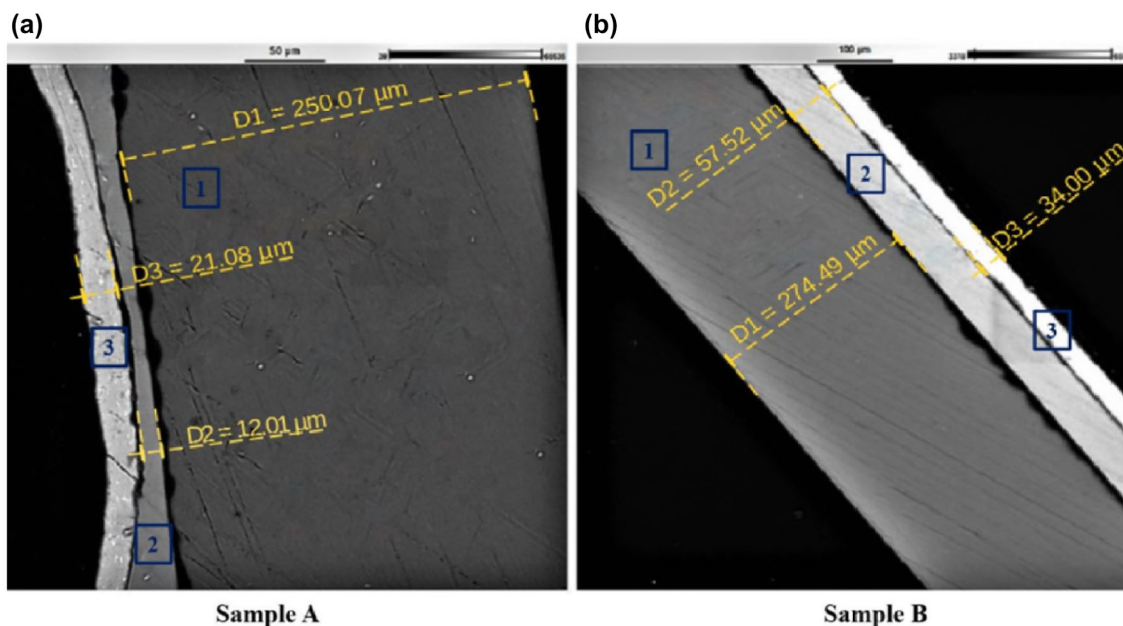 (a)
50 µm
D1 = 250.07 µm
1
D3 = 21.08 µm
3
D2 = 12.01 µm
2
Sample A
(b)
100 µm
1
D2 = 57.52 µm
2
D3 = 34.00 µm
D1 = 274.49 µm
3
Sample B